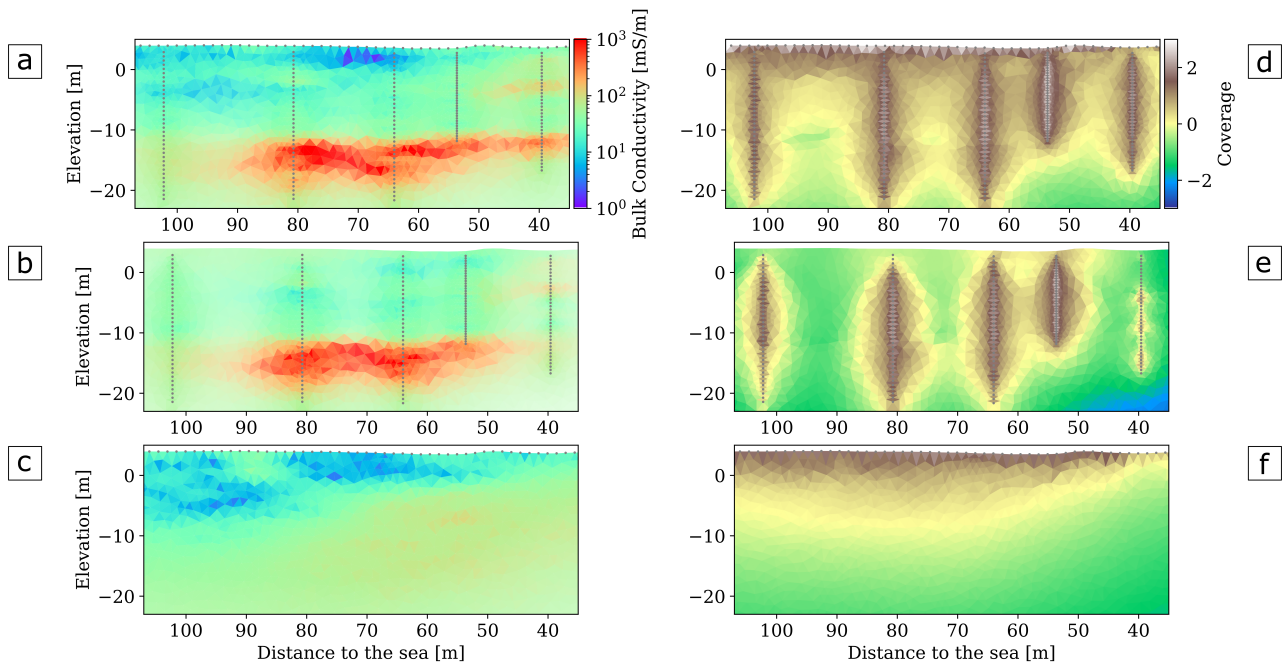 a
Elevation [m]
0
−10
−20
100 90 80 70 60 50 40
10³
10²
10¹
10⁰
Bulk Conductivity [mS/m]
d
100 90 80 70 60 50 40
0
−10
−20
2
0
−2
Coverage
b
Elevation [m]
0
−10
−20
100 90 80 70 60 50 40
e
0
−10
−20
100 90 80 70 60 50 40
c
Elevation [m]
0
−10
−20
100 90 80 70 60 50 40
Distance to the sea [m]
f
0
−10
−20
100 90 80 70 60 50 40
Distance to the sea [m]